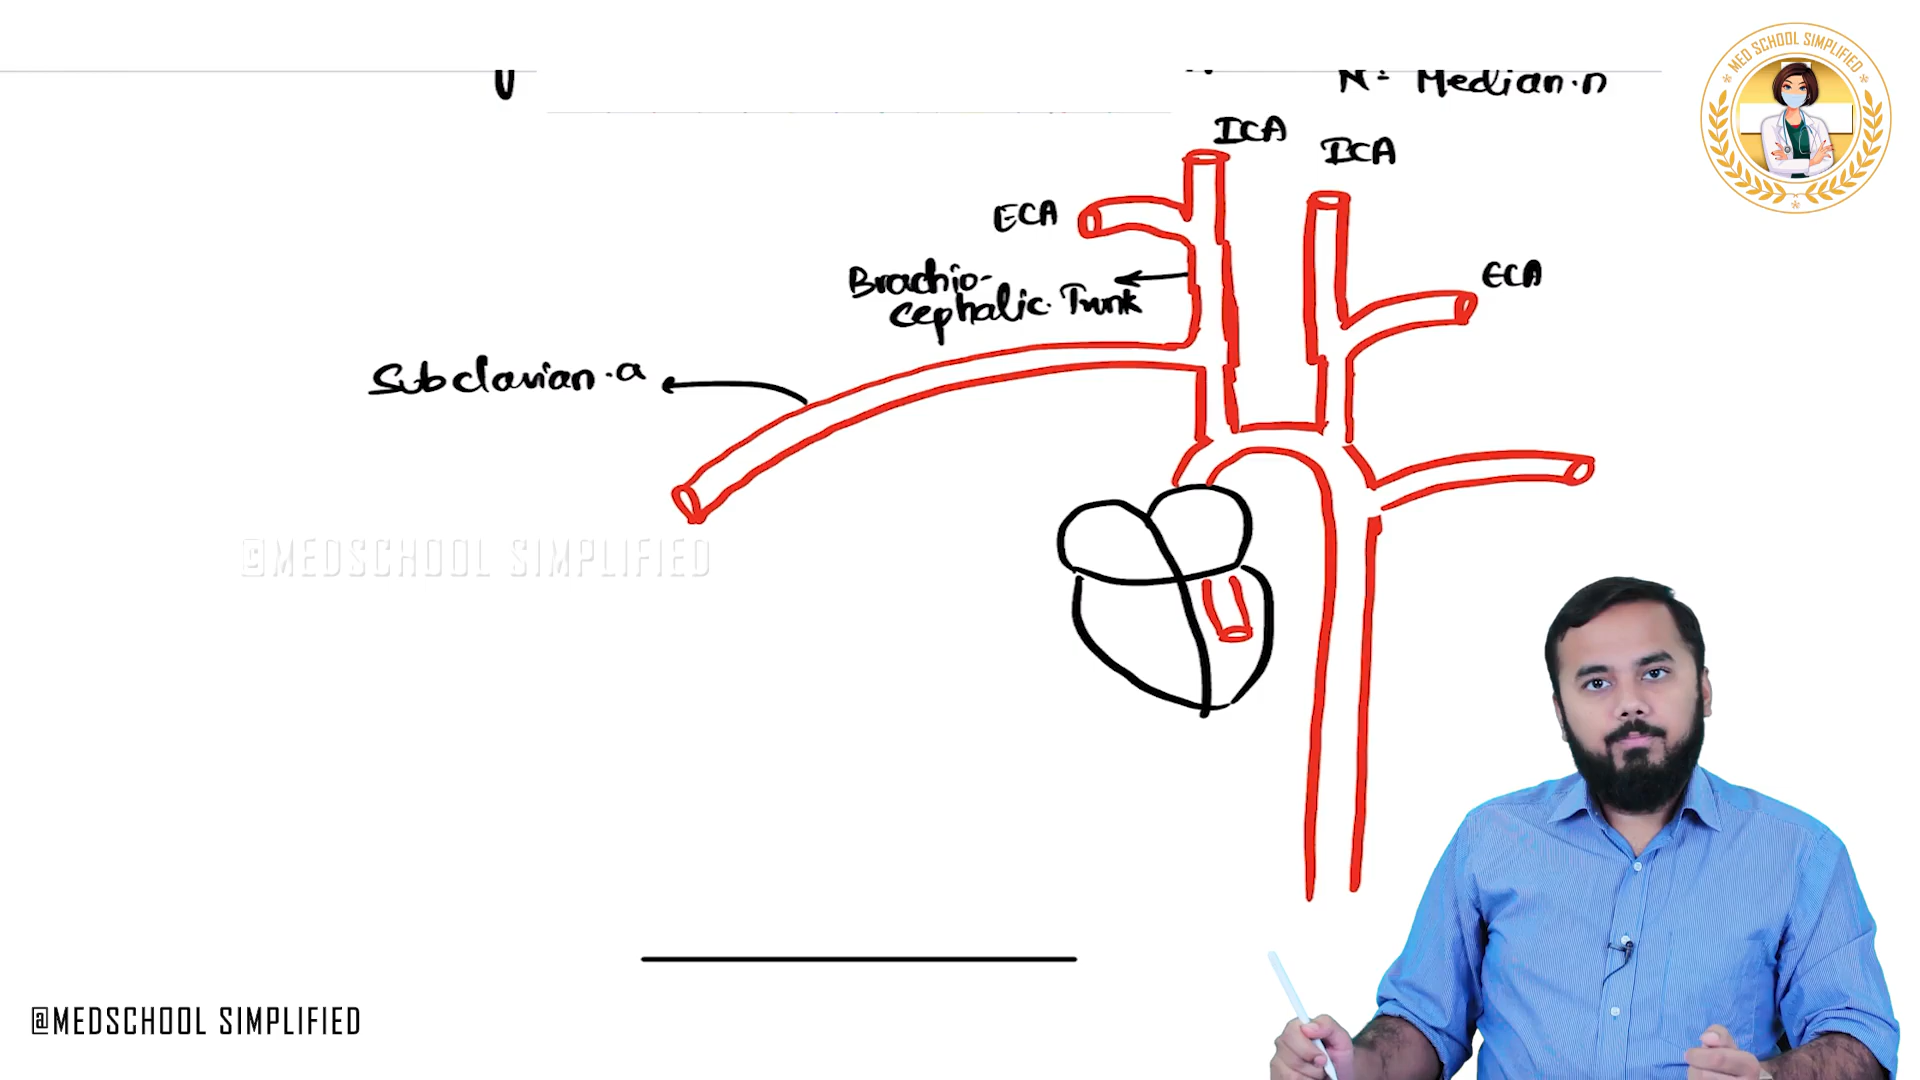 MED SCHOOL SIMPLIFIED
N = Median.n
ICA
ICA
ECA
ECA
Brachio-
cephalic. Trunk
Subclavian.a
@MEDSCHOOL SIMPLIFIED
@MEDSCHOOL SIMPLIFIED